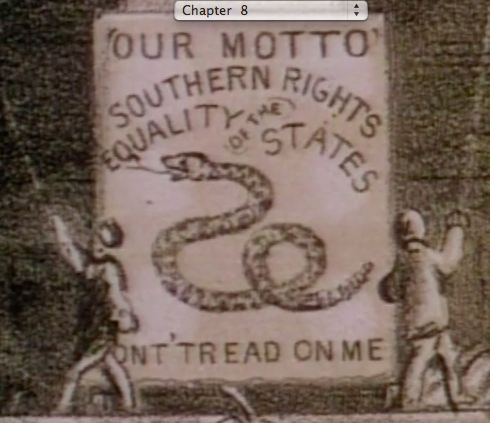 Chapter 8
'OUR MOTTO'
SOUTHERN RIGHTS
EQUALITY OF THE STATES
ONT'TREAD ON ME